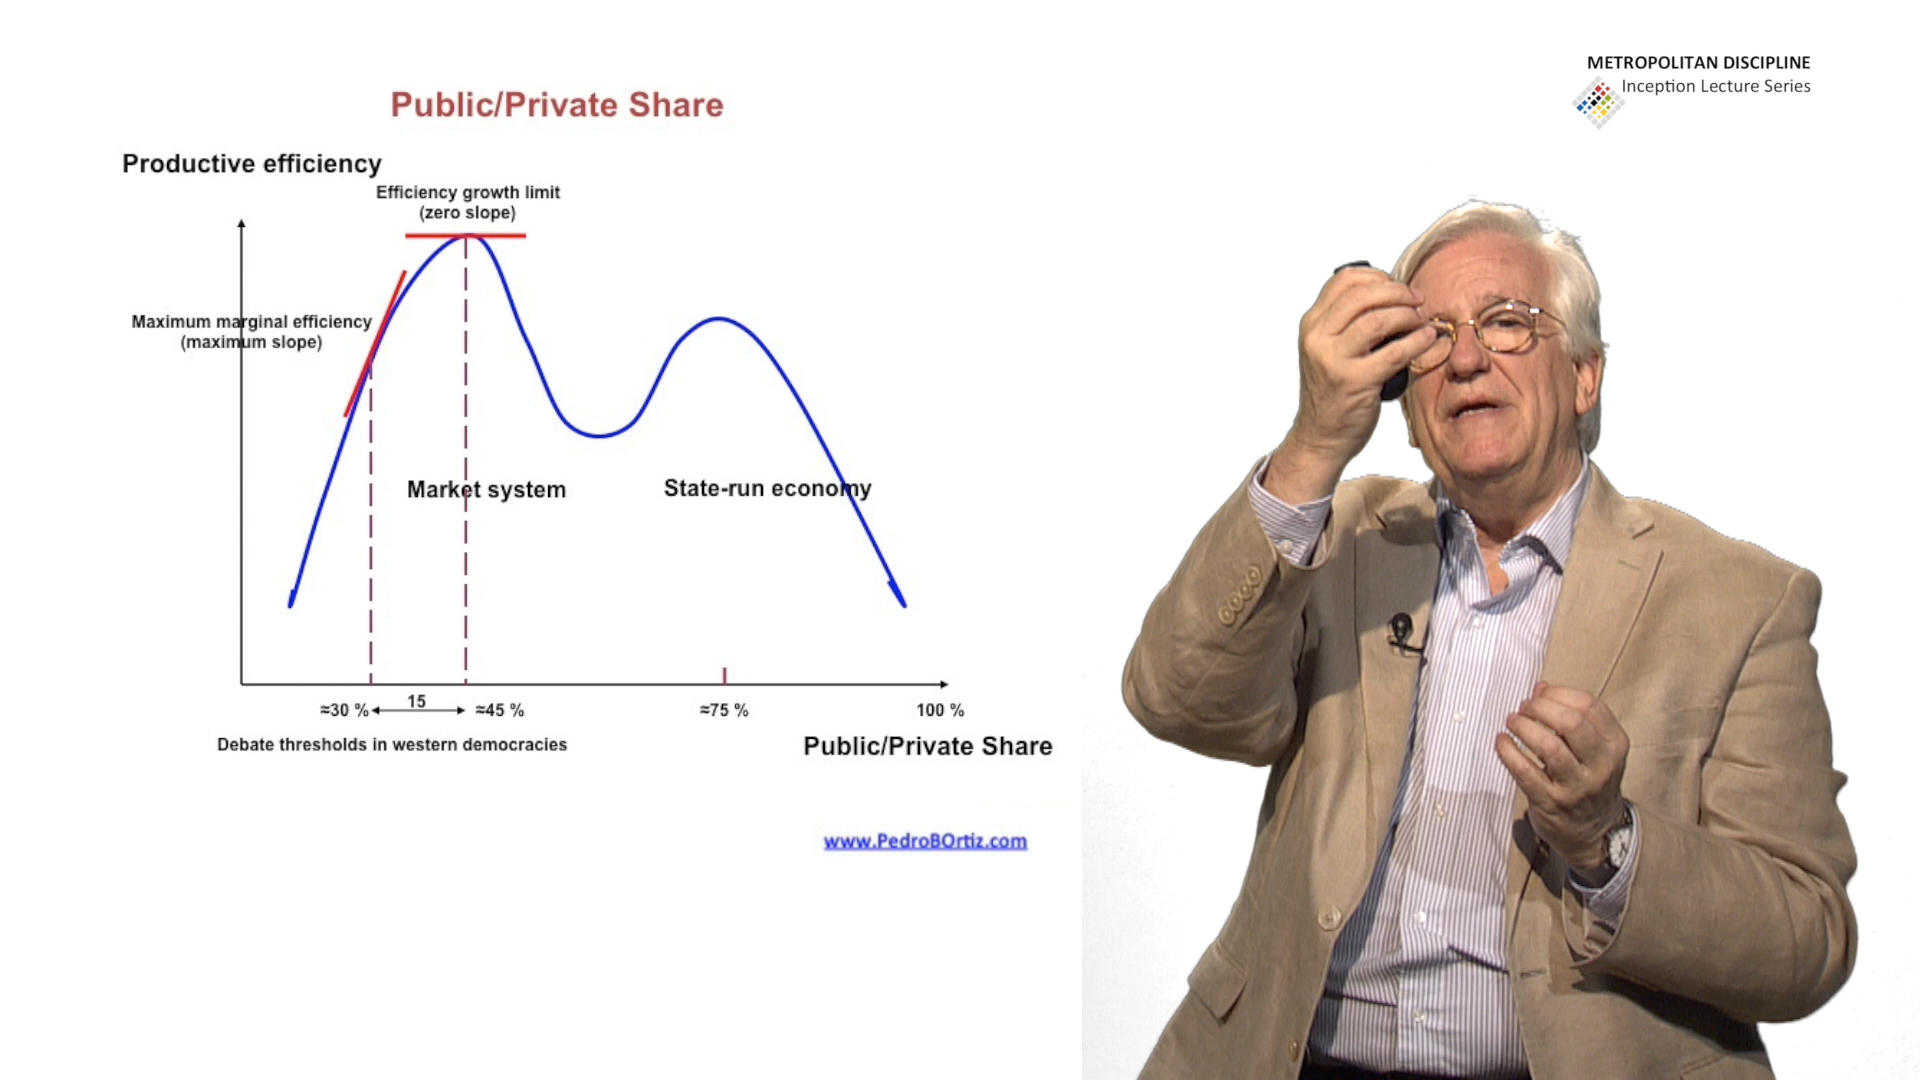 METROPOLITAN DISCIPLINE
Inception Lecture Series
Public/Private Share
Productive efficiency
Efficiency growth limit
(zero slope)
Maximum marginal efficiency
(maximum slope)
Market system
State-run economy
≈30 %
15
≈45 %
≈75 %
100 %
Debate thresholds in western democracies
Public/Private Share
www.PedroBOrtiz.com